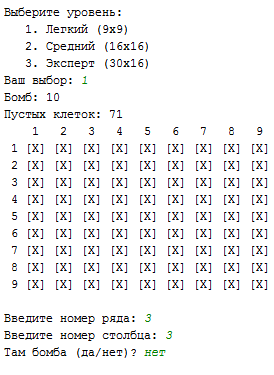 Выберите уровень:
1. Легкий (9x9)
2. Средний (16x16)
3. Эксперт (30x16)
Ваш выбор: 1
Бомб: 10
Пустых клеток: 71
1 2 3 4 5 6 7 8 9
1 [X] [X] [X] [X] [X] [X] [X] [X] [X]
2 [X] [X] [X] [X] [X] [X] [X] [X] [X]
3 [X] [X] [X] [X] [X] [X] [X] [X] [X]
4 [X] [X] [X] [X] [X] [X] [X] [X] [X]
5 [X] [X] [X] [X] [X] [X] [X] [X] [X]
6 [X] [X] [X] [X] [X] [X] [X] [X] [X]
7 [X] [X] [X] [X] [X] [X] [X] [X] [X]
8 [X] [X] [X] [X] [X] [X] [X] [X] [X]
9 [X] [X] [X] [X] [X] [X] [X] [X] [X]
Введите номер ряда: 3
Введите номер столбца: 3
Там бомба (да/нет)? нет